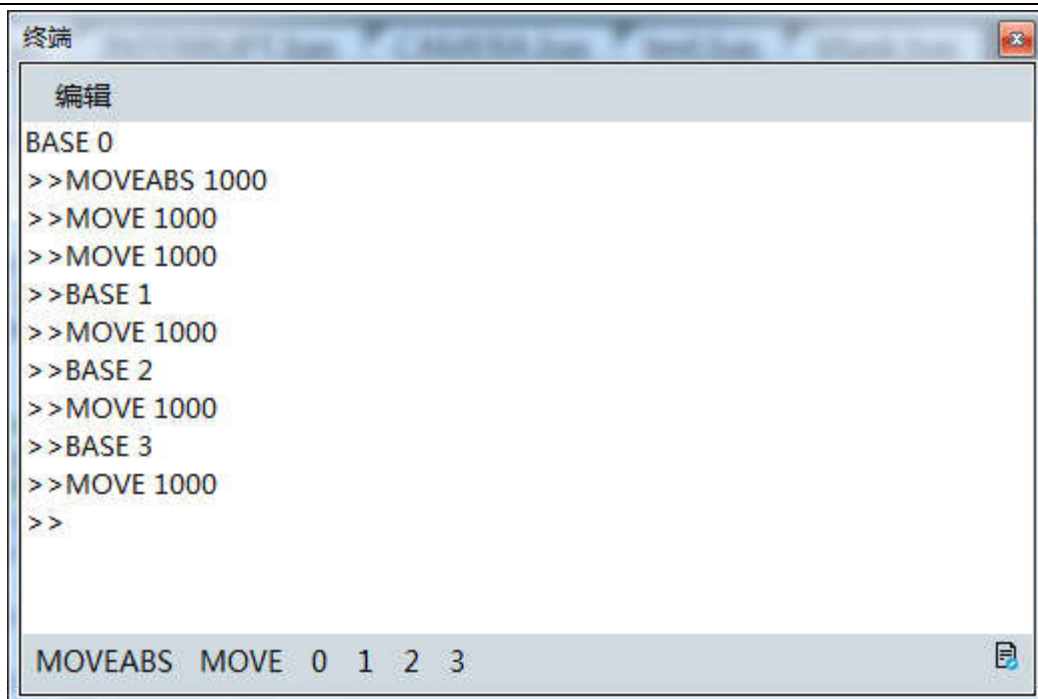 终端
编辑
BASE 0
>>MOVEABS 1000
>>MOVE 1000
>>MOVE 1000
>>BASE 1
>>MOVE 1000
>>BASE 2
>>MOVE 1000
>>BASE 3
>>MOVE 1000
>>
MOVEABS MOVE 0 1 2 3